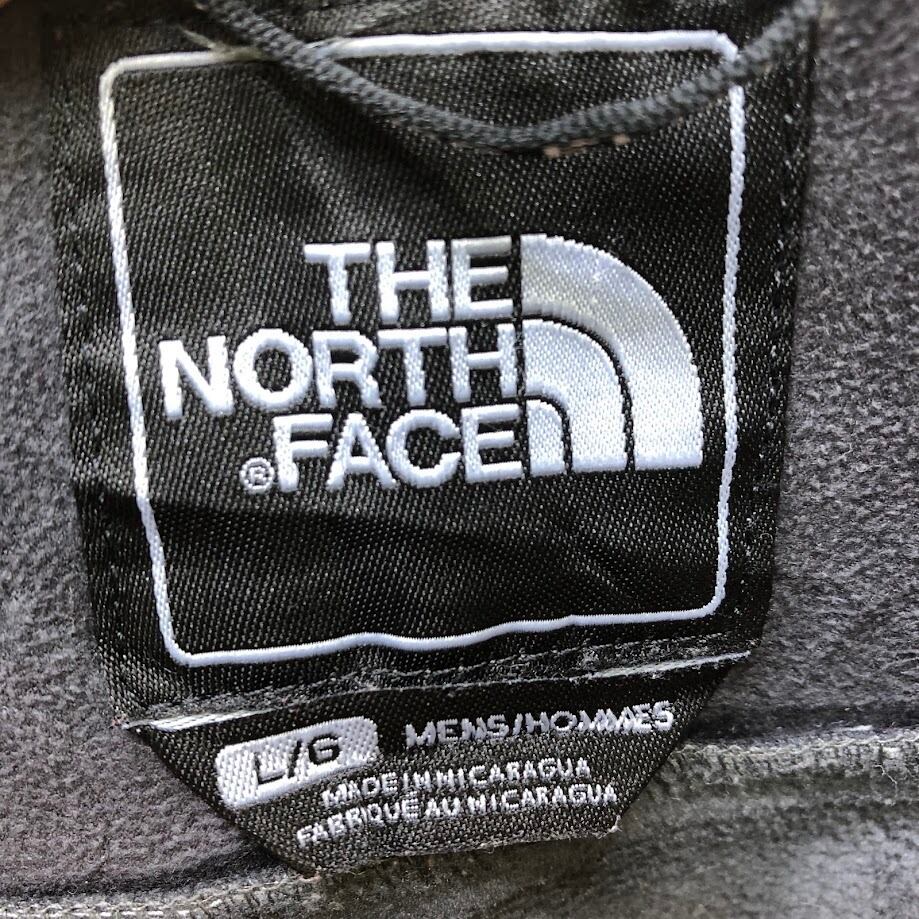 THE
NORTH
®FACE
L/G MENS/HOMMES
MADE IN NICARAGUA
FABRIQUÉ AU NICARAGUA